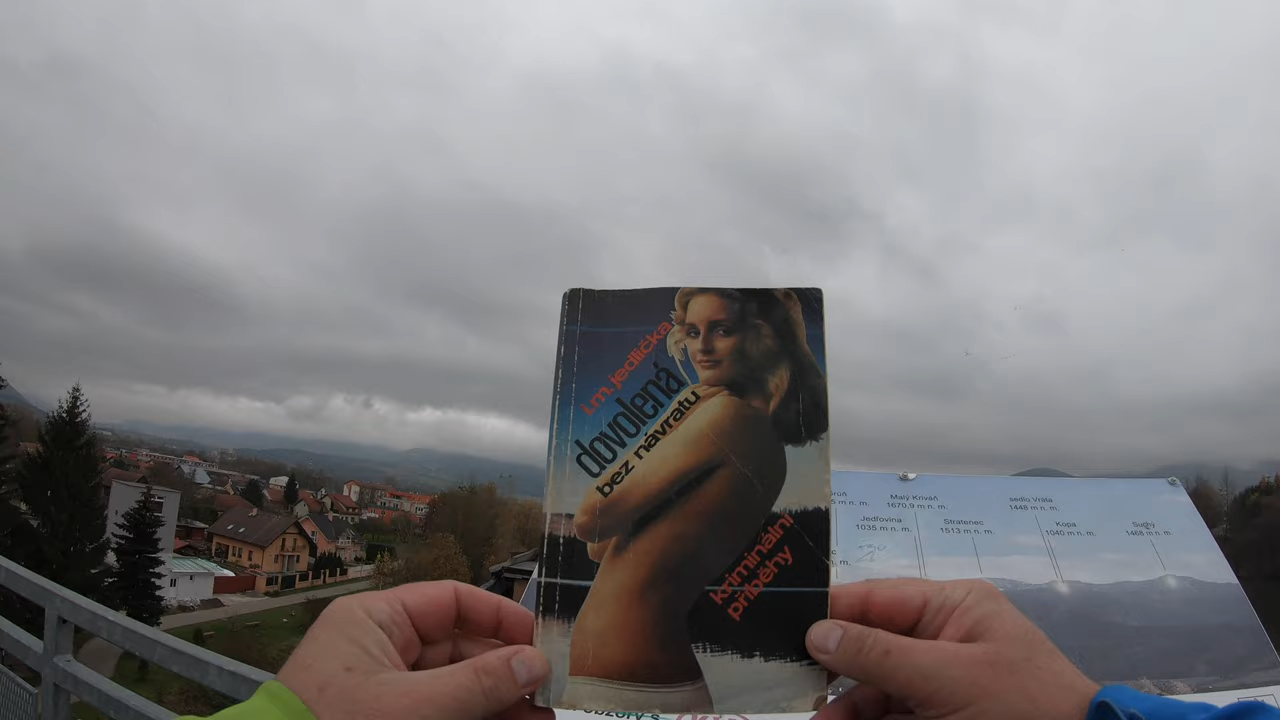 i.m. jedlička
dovolená
bez návratu
kriminální
příběhy
Malý Kriváň
1670,9 m n. m.
sedlo Vráta
1448 m n. m.
Jedľovina
1035 m n. m.
Stratenec
1513 m n. m.
Kopa
1040 m n. m.
Suchý
1468 m n. m.